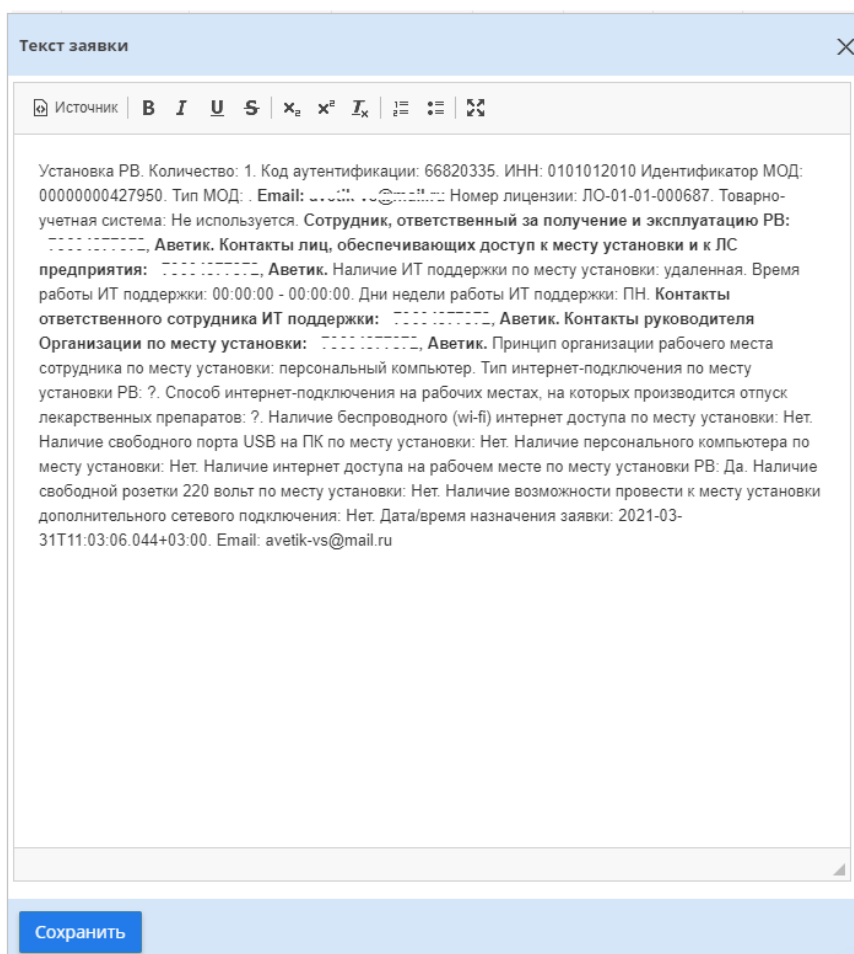 Текст заявки
Источник B I U S x₂ x² Tx
Установка РВ. Количество: 1. Код аутентификации: 66820335. ИНН: 0101012010 Идентификатор МОД:
00000000427950. Тип МОД: . Email: Номер лицензии: ЛО-01-01-000687. Товарно-
учетная система: Не используется. Сотрудник, ответственный за получение и эксплуатацию РВ:
, Аветик. Контакты лиц, обеспечивающих доступ к месту установки и к ЛС
предприятия: , Аветик. Наличие ИТ поддержки по месту установки: удаленная. Время
работы ИТ поддержки: 00:00:00 - 00:00:00. Дни недели работы ИТ поддержки: ПН. Контакты
ответственного сотрудника ИТ поддержки: , Аветик. Контакты руководителя
Организации по месту установки: , Аветик. Принцип организации рабочего места
сотрудника по месту установки: персональный компьютер. Тип интернет-подключения по месту
установки РВ: ?. Способ интернет-подключения на рабочих местах, на которых производится отпуск
лекарственных препаратов: ?. Наличие беспроводного (wi-fi) интернет доступа по месту установки: Нет.
Наличие свободного порта USB на ПК по месту установки: Нет. Наличие персонального компьютера по
месту установки: Нет. Наличие интернет доступа на рабочем месте по месту установки РВ: Да. Наличие
свободной розетки 220 вольт по месту установки: Нет. Наличие возможности провести к месту установки
дополнительного сетевого подключения: Нет. Дата/время назначения заявки: 2021-03-
31T11:03:06.044+03:00. Email: avetik-vs@mail.ru
Сохранить